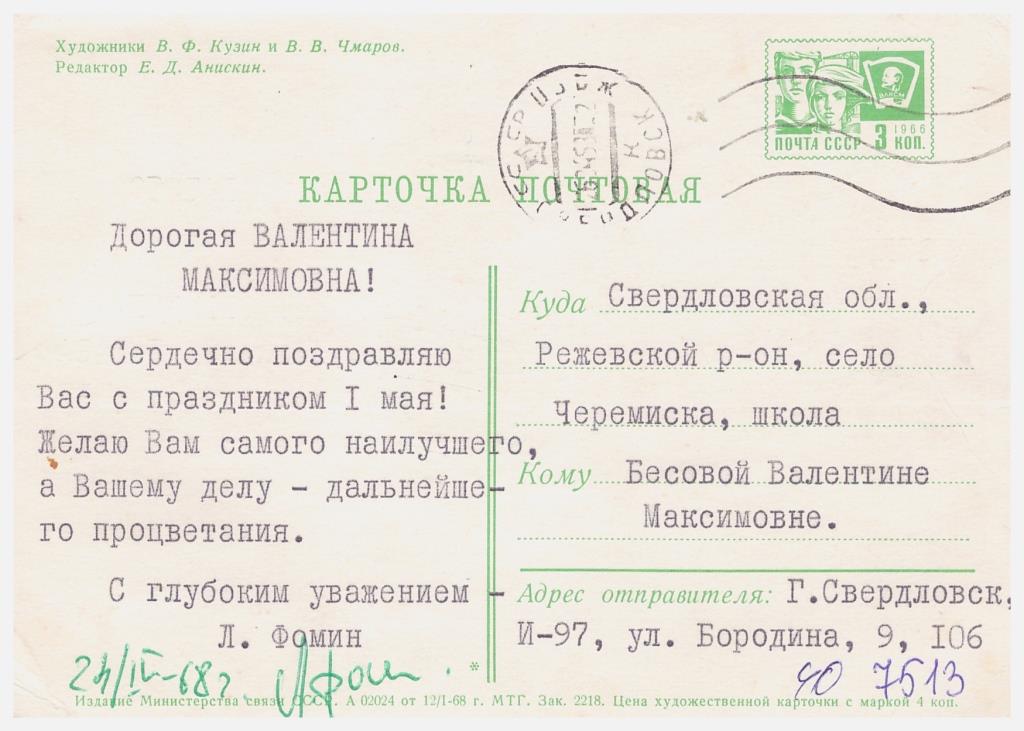 Художники В. Ф. Кузин и В. В. Чмаров.
Редактор Е. Д. Анискин.
ВЛКСМ
1966
ПОЧТА СССР 3 КОП.
КАРТОЧКА ПОЧТОВАЯ
Дорогая ВАЛЕНТИНА
МАКСИМОВНА!
Сердечно поздравляю
Вас с праздником I мая!
Желаю Вам самого наилучшего,
а Вашему делу - дальнейше-
го процветания.
С глубоким уважением -
Л. Фомин
24/IV-68г
Куда Свердловская обл.,
Режевской р-он, село
Черемиска, школа
Кому Бесовой Валентине
Максимовне.
Адрес отправителя: Г.Свердловск,
И-97, ул. Бородина, 9, I06
ЧО 7513
*
Издание Министерства связи СССР. А 02024 от 12/I-68 г. МТГ. Зак. 2218. Цена художественной карточки с маркой 4 коп.